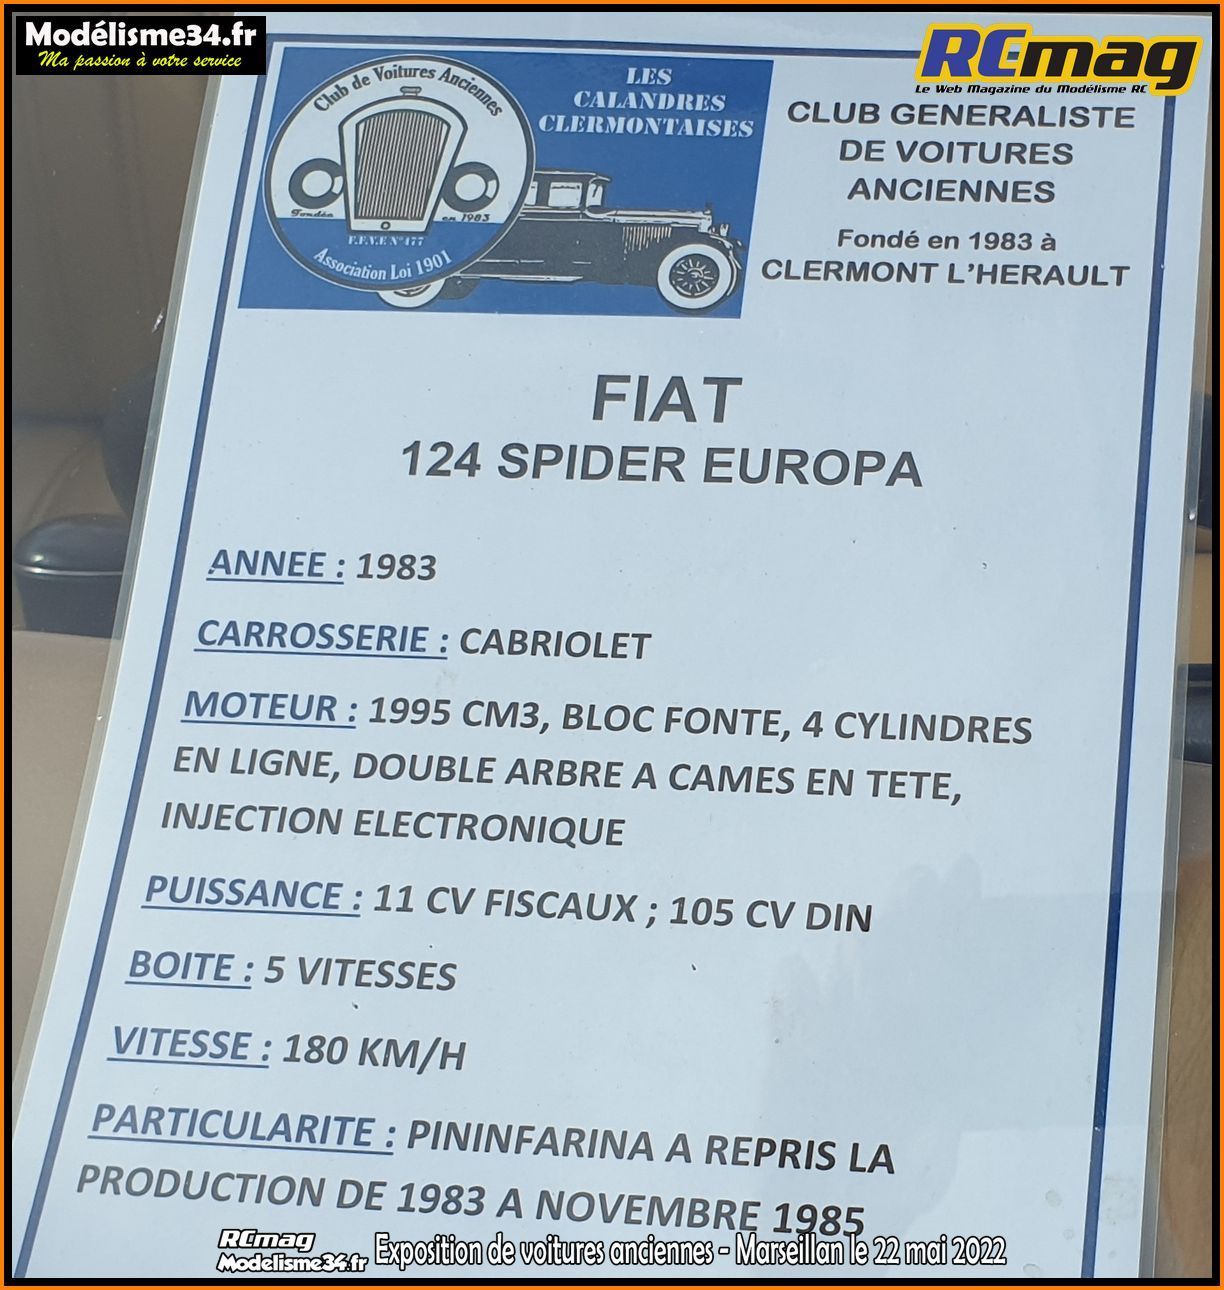 Modélisme34.fr
Ma passion à votre service
RCmag
Le Web Magazine du Modélisme RC
Club de Voitures Anciennes
Fondée en 1983
F.F.V.E N°477
Association Loi 1901
LES
CALANDRES
CLERMONTAISES
CLUB GENERALISTE
DE VOITURES
ANCIENNES
Fondé en 1983 à
CLERMONT L'HERAULT
FIAT
124 SPIDER EUROPA
ANNEE : 1983
CARROSSERIE : CABRIOLET
MOTEUR : 1995 CM3, BLOC FONTE, 4 CYLINDRES
EN LIGNE, DOUBLE ARBRE A CAMES EN TETE,
INJECTION ELECTRONIQUE
PUISSANCE : 11 CV FISCAUX ; 105 CV DIN
BOITE : 5 VITESSES
VITESSE : 180 KM/H
PARTICULARITE : PININFARINA A REPRIS LA
PRODUCTION DE 1983 A NOVEMBRE 1985
RCmag
Modelisme34.fr
Exposition de voitures anciennes - Marseillan le 22 mai 2022